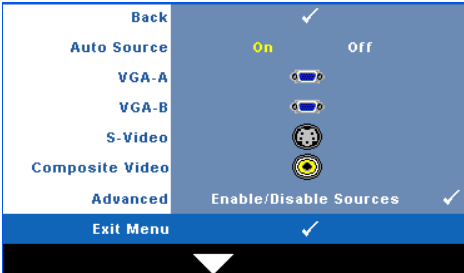 Back
Auto Source On Off
VGA-A
VGA-B
S-Video
Composite Video
Advanced Enable/Disable Sources
Exit Menu